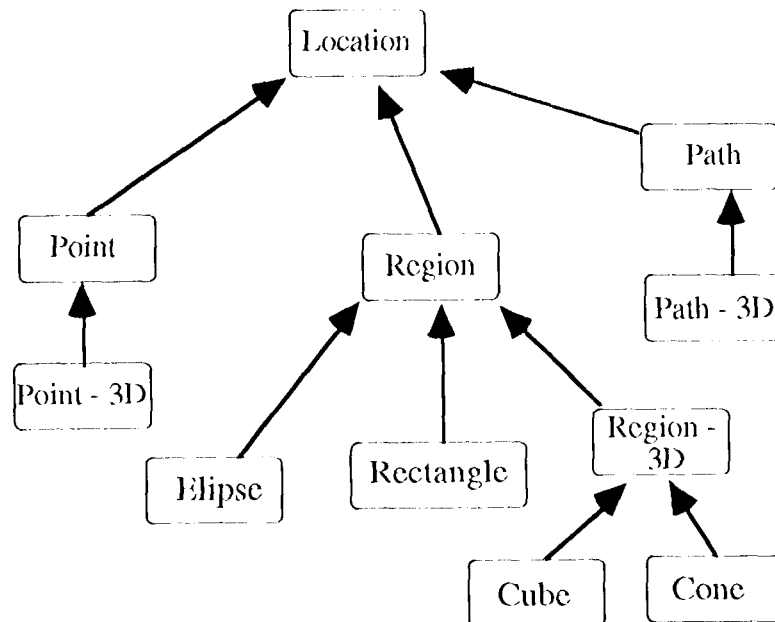 Location
Path
Point
Region
Path - 3D
Point - 3D
Region -
3D
Elipse
Rectangle
Cube
Cone